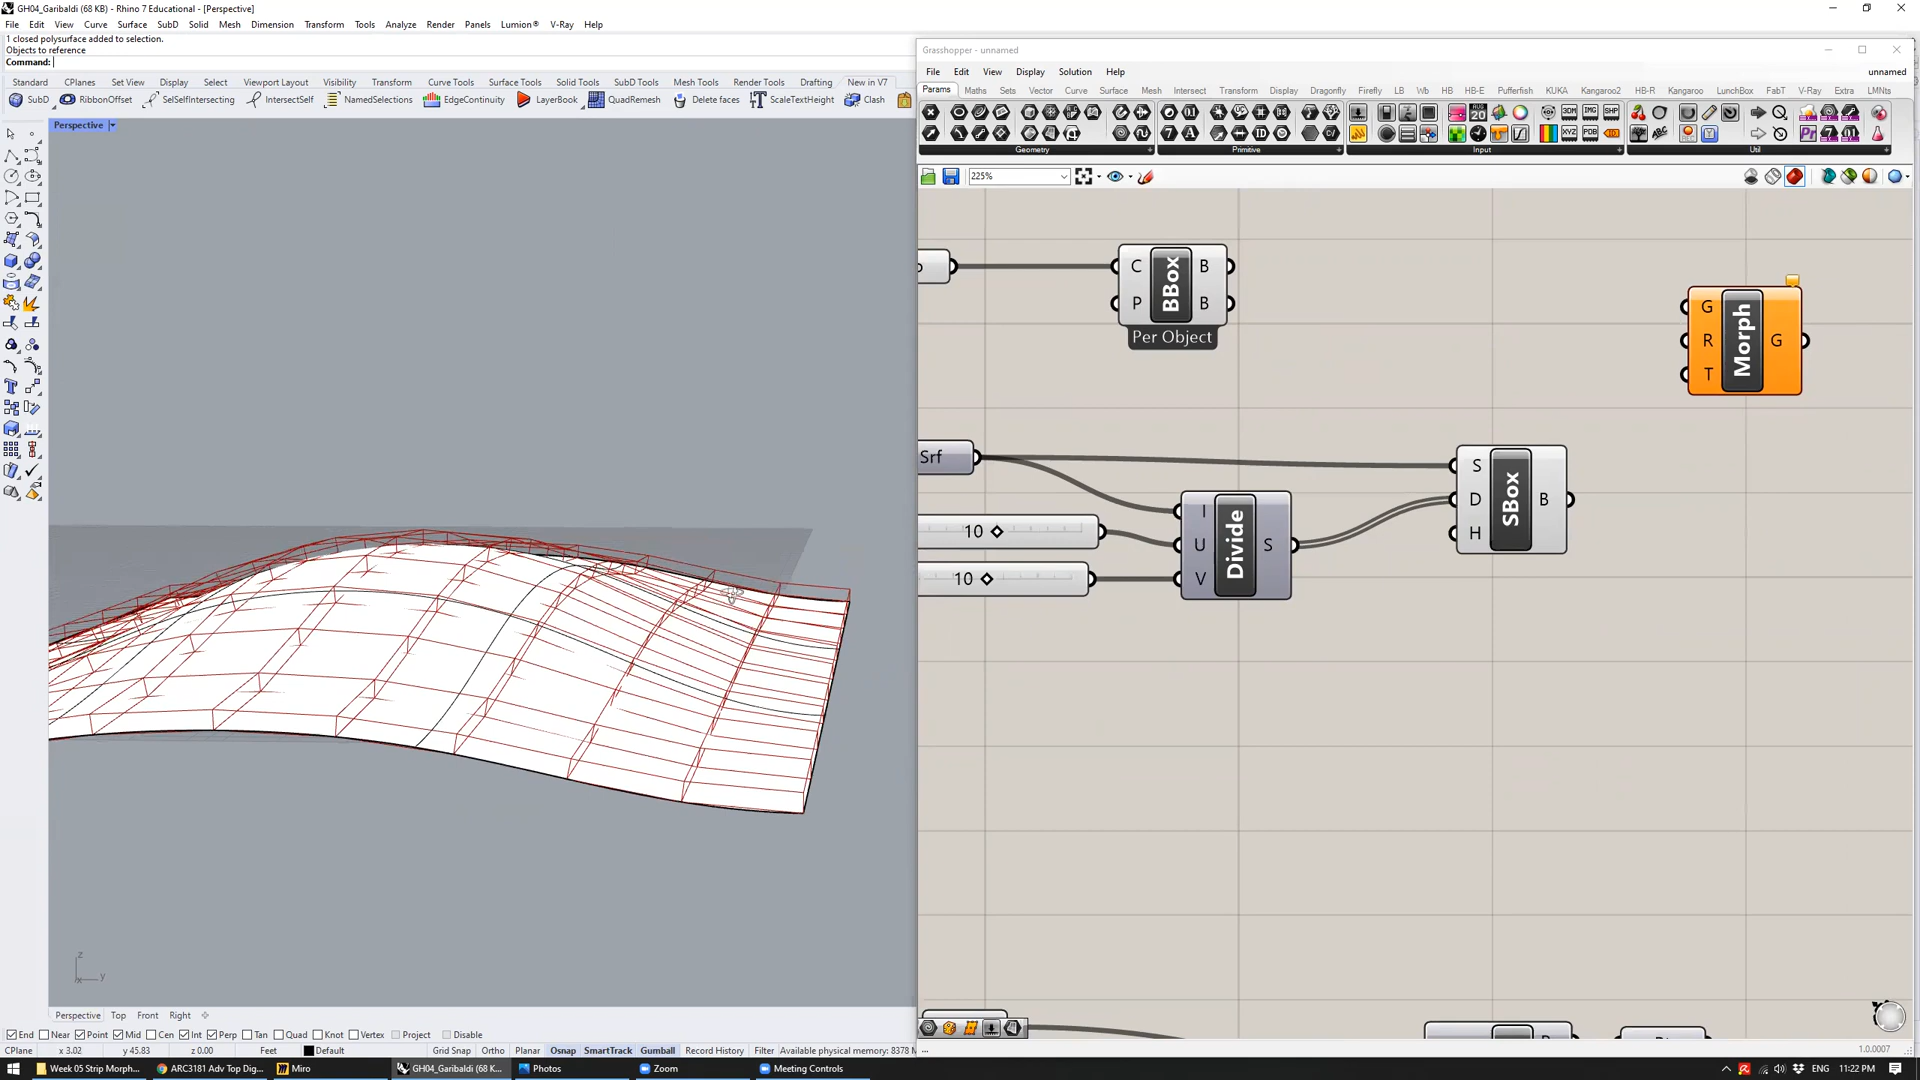 GH04_Garibaldi (68 KB) - Rhino 7 Educational - [Perspective]
File Edit View Curve Surface SubD Solid Mesh Dimension Transform Tools Analyze Render Panels Lumion® V-Ray Help
1 closed polysurface added to selection.
Objects to reference
Command:
Standard CPlanes Set View Display Select Viewport Layout Visibility Transform Curve Tools Surface Tools Solid Tools SubD Tools Mesh Tools Render Tools Drafting New in V7
SubD RibbonOffset SelSelfIntersecting IntersectSelf NamedSelections EdgeContinuity LayerBook QuadRemesh Delete faces ScaleTextHeight Clash
Perspective
Grasshopper - unnamed
File Edit View Display Solution Help unnamed
Params Maths Sets Vector Curve Surface Mesh Intersect Transform Display Dragonfly Firefly LB Wb HB HB-E Pufferfish KUKA Kangaroo2 HB-R Kangaroo LunchBox FabT V-Ray Extra LMNts
Geometry Primitive Input Util
225%
C P BBox B B
Per Object
G R T Morph G
Srf
S D H SBox B
10
10
I U V Divide S
z
y
x
Perspective Top Front Right
End Near Point Mid Cen Int Perp Tan Quad Knot Vertex Project Disable
CPlane x 3.02 y 45.83 z 0.00 Feet Default Grid Snap Ortho Planar Osnap SmartTrack Gumball Record History Filter Available physical memory: 8378 M
1.0.0007
Week 05 Strip Morph... ARC3181 Adv Top Dig... Miro GH04_Garibaldi (68 K... Photos Zoom Meeting Controls ENG 11:22 PM